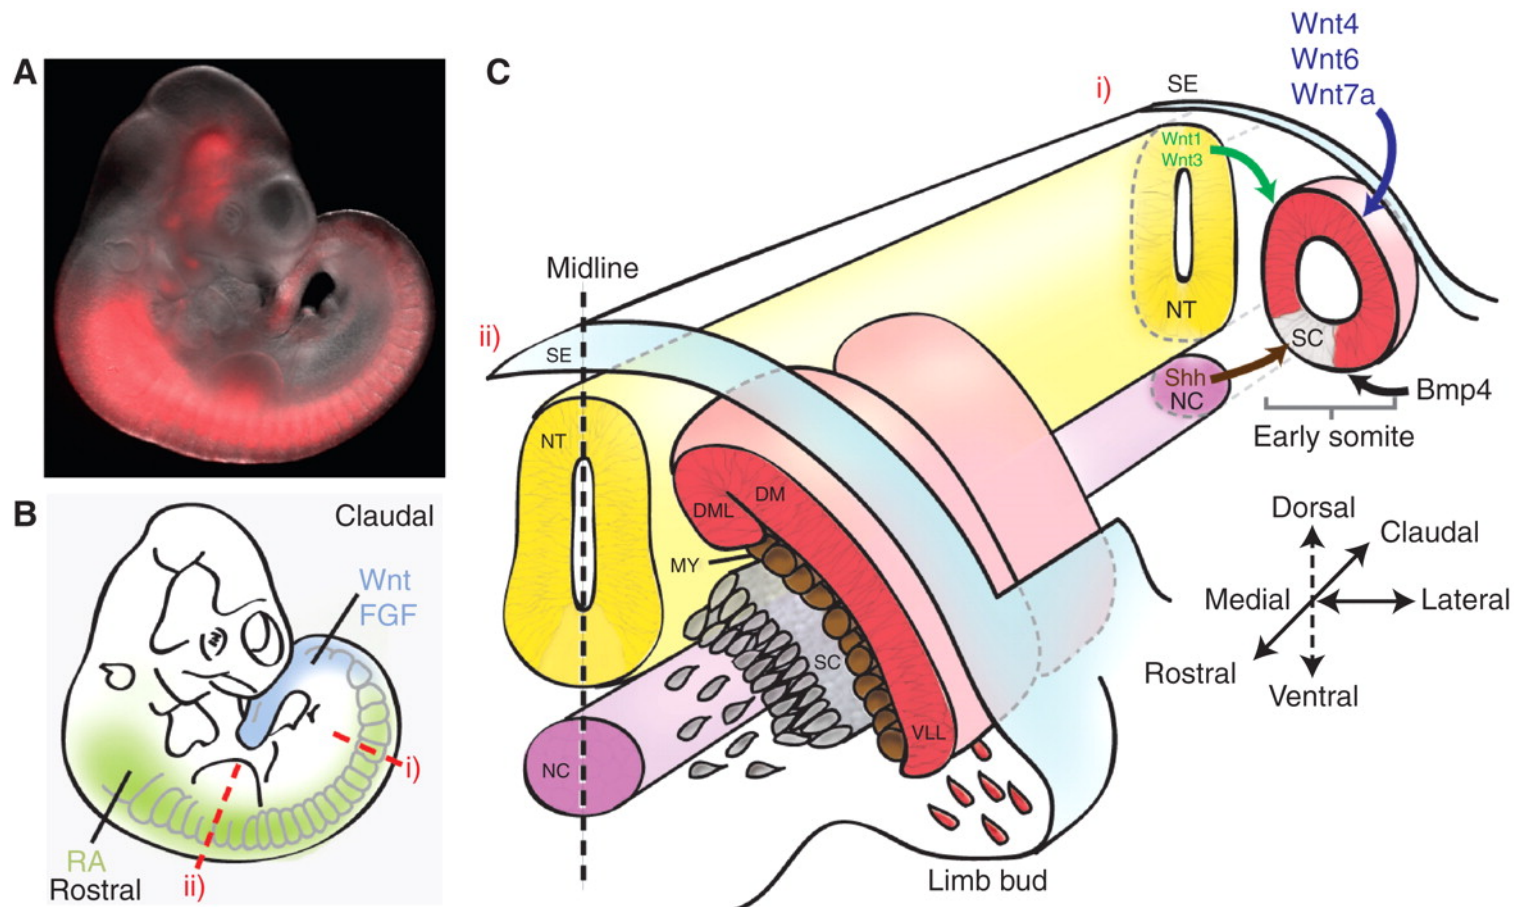 A
B
Claudal
Wnt
FGF
i)
RA
Rostral
ii)
C
Wnt4
Wnt6
Wnt7a
i)
SE
Wnt1
Wnt3
NT
SC
Shh
NC
Bmp4
Early somite
Midline
ii)
SE
NT
DML
DM
MY
SC
VLL
NC
Limb bud
Dorsal
Claudal
Medial
Lateral
Rostral
Ventral